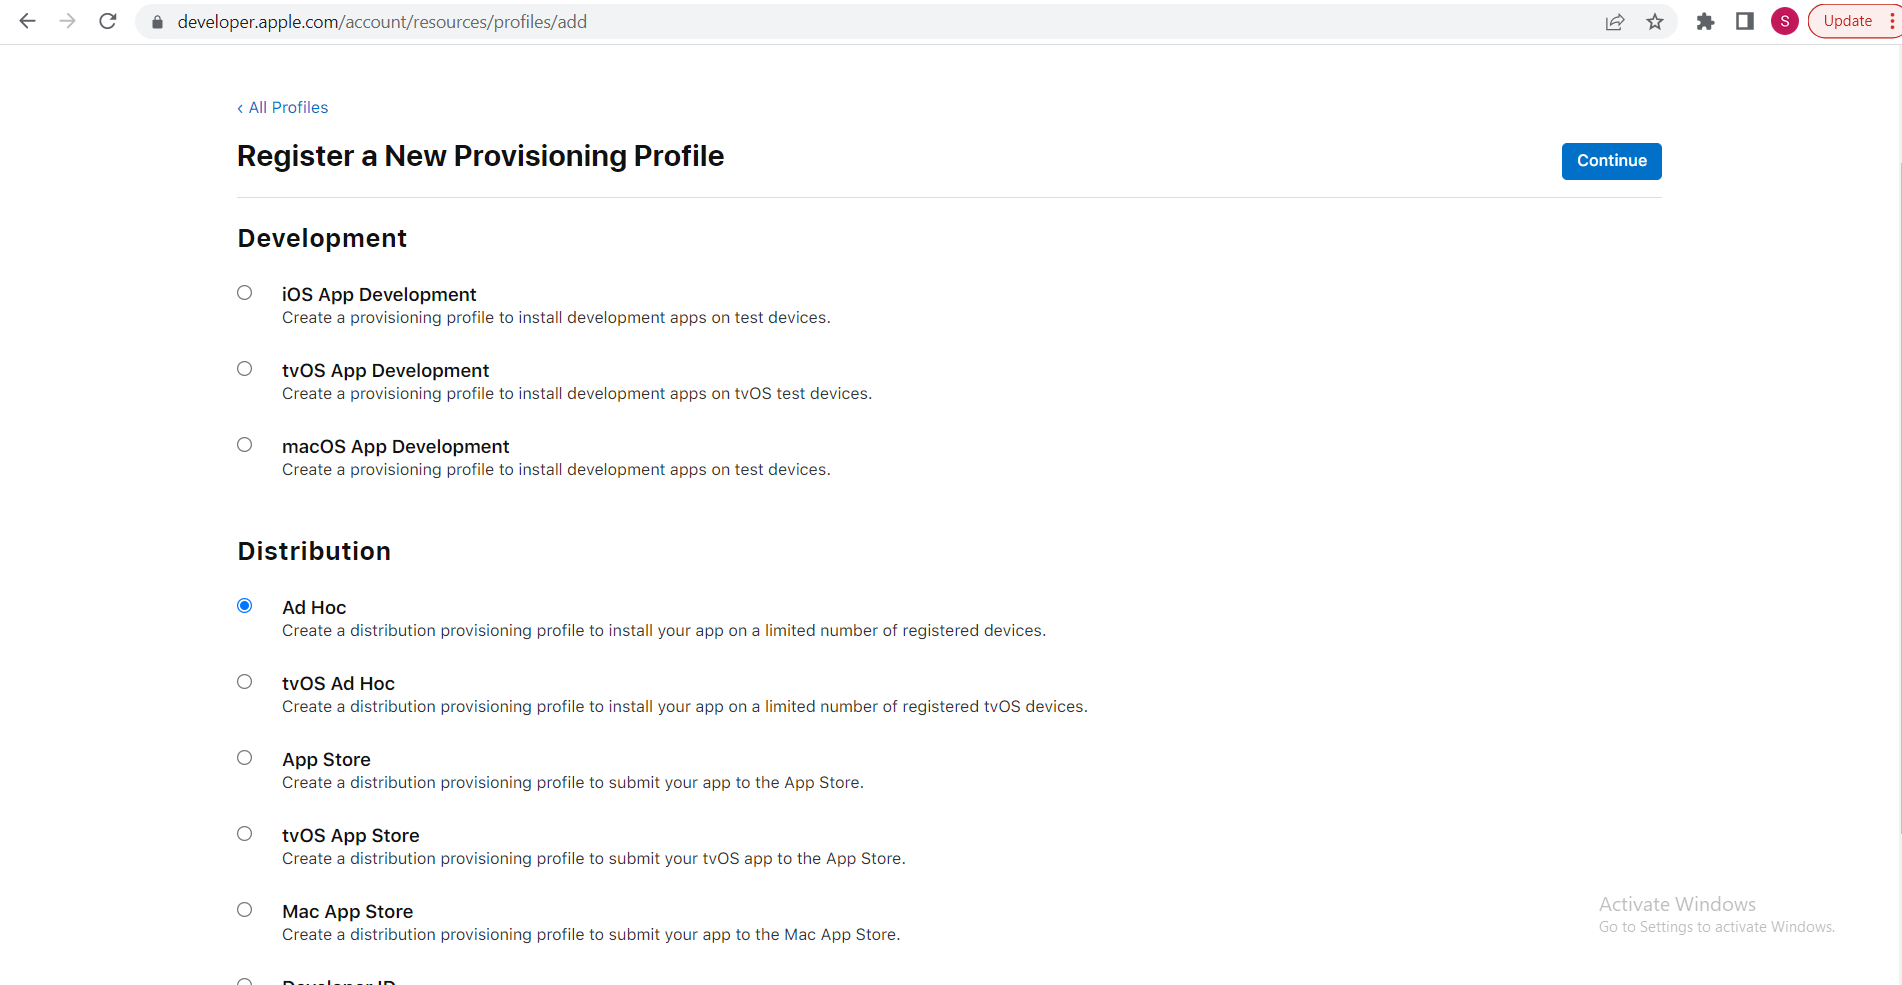 developer.apple.com/account/resources/profiles/add
S
Update
‹ All Profiles
Register a New Provisioning Profile
Continue
Development
iOS App Development
Create a provisioning profile to install development apps on test devices.
tvOS App Development
Create a provisioning profile to install development apps on tvOS test devices.
macOS App Development
Create a provisioning profile to install development apps on test devices.
Distribution
Ad Hoc
Create a distribution provisioning profile to install your app on a limited number of registered devices.
tvOS Ad Hoc
Create a distribution provisioning profile to install your app on a limited number of registered tvOS devices.
App Store
Create a distribution provisioning profile to submit your app to the App Store.
tvOS App Store
Create a distribution provisioning profile to submit your tvOS app to the App Store.
Mac App Store
Create a distribution provisioning profile to submit your app to the Mac App Store.
Developer ID
Activate Windows
Go to Settings to activate Windows.